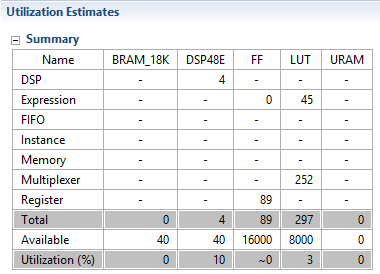 Utilization Estimates
Summary
Name BRAM_18K DSP48E FF LUT URAM
DSP - 4 - - -
Expression - - 0 45 -
FIFO - - - - -
Instance - - - - -
Memory - - - - -
Multiplexer - - - 252 -
Register - - 89 - -
Total 0 4 89 297 0
Available 40 40 16000 8000 0
Utilization (%) 0 10 ~0 3 0